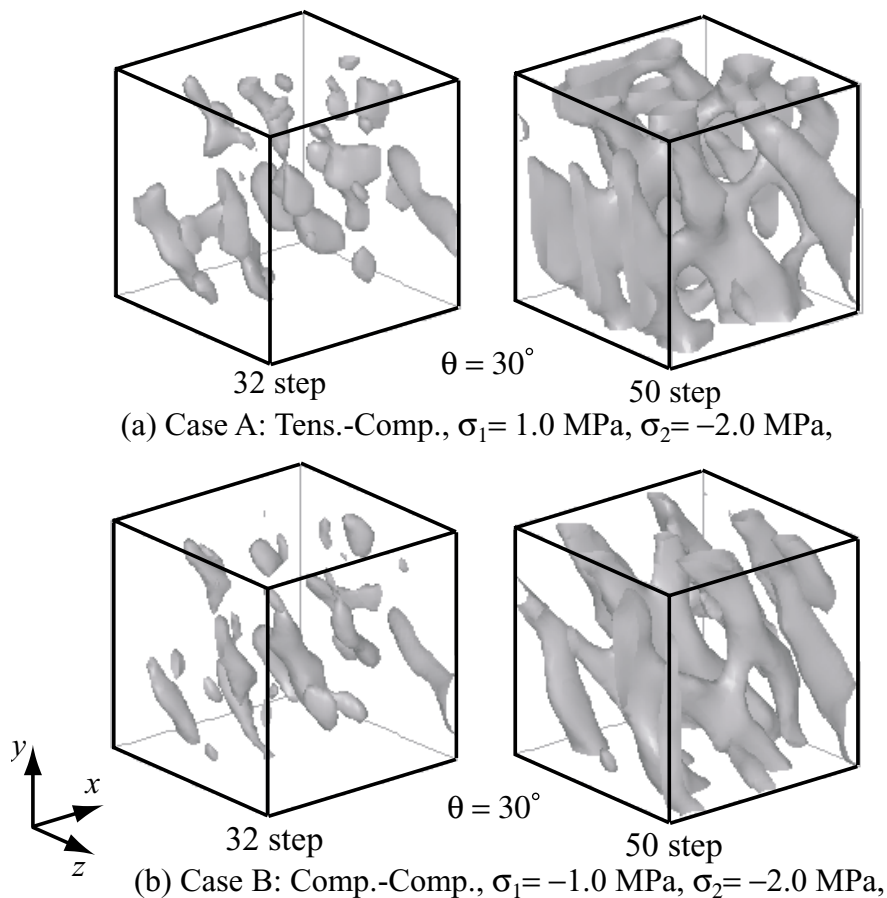 θ = 30°
32 step
50 step
(a) Case A: Tens.-Comp., σ1= 1.0 MPa, σ2= −2.0 MPa,
y
x
z
θ = 30°
32 step
50 step
(b) Case B: Comp.-Comp., σ1= −1.0 MPa, σ2= −2.0 MPa,